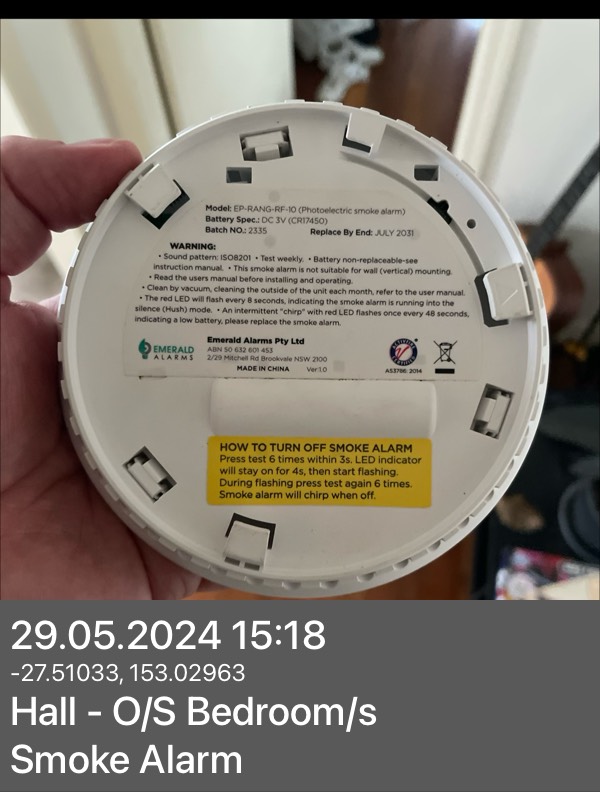 Model: EP-RANG-RF-10 (Photoelectric smoke alarm)
Battery Spec.: DC 3V (CR17450)
Batch NO.: 2335 Replace By End: JULY 2031
WARNING:
• Sound pattern: ISO8201 • Test weekly. • Battery non-replaceable-see
instruction manual. • This smoke alarm is not suitable for wall (vertical) mounting.
• Read the users manual before installing and operating.
• Clean by vacuum, cleaning the outside of the unit each month, refer to the user manual.
• The red LED will flash every 8 seconds, indicating the smoke alarm is running into the
silence (Hush) mode. • An intermittent "chirp" with red LED flashes once every 48 seconds,
indicating a low battery, please replace the smoke alarm.
EMERALD
ALARMS
Emerald Alarms Pty Ltd
ABN 50 632 601 453
2/29 Mitchell Rd Brookvale NSW 2100
MADE IN CHINA Ver1.0
AS3786: 2014
HOW TO TURN OFF SMOKE ALARM
Press test 6 times within 3s. LED indicator
will stay on for 4s, then start flashing.
During flashing press test again 6 times.
Smoke alarm will chirp when off.
29.05.2024 15:18
-27.51033, 153.02963
Hall - O/S Bedroom/s
Smoke Alarm